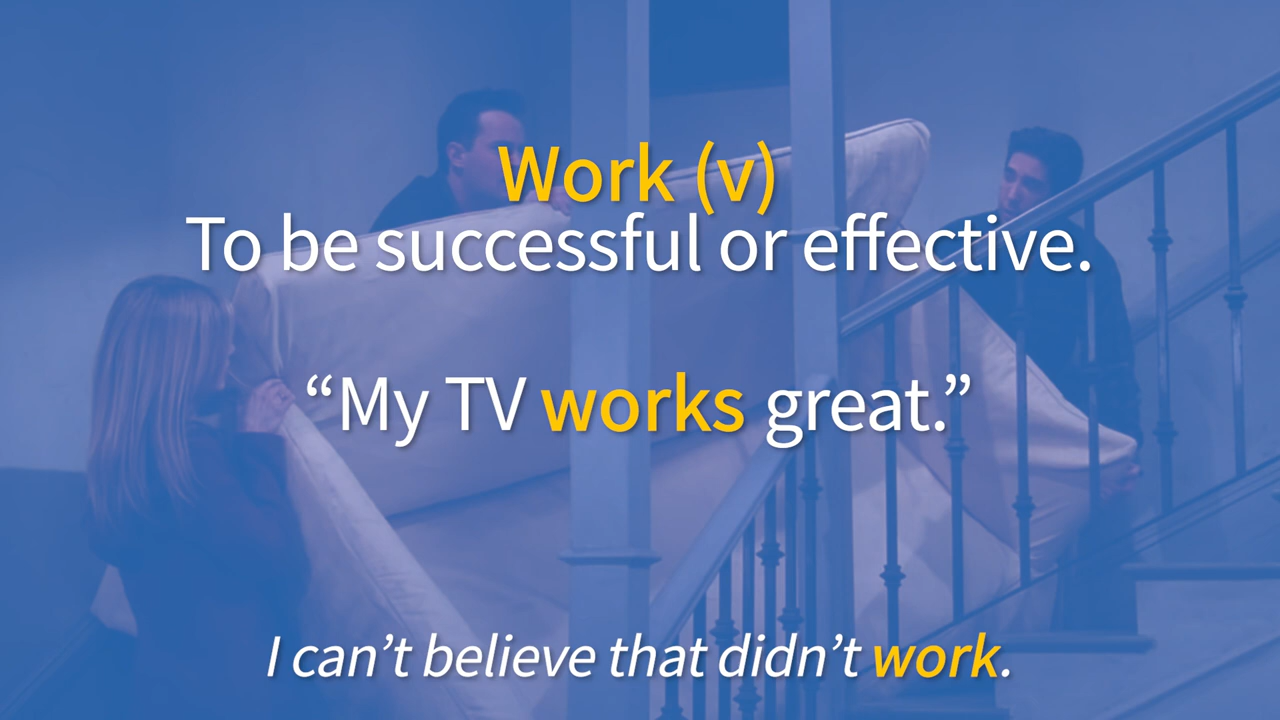 Work (v)
To be successful or effective.
“My TV works great.”
I can’t believe that didn’t work.